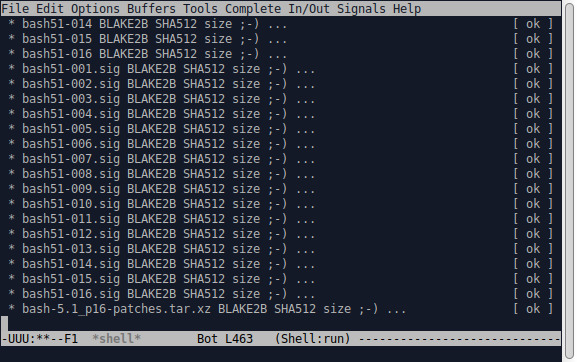 File Edit Options Buffers Tools Complete In/Out Signals Help
* bash51-014 BLAKE2B SHA512 size ;-) ... [ ok ]
* bash51-015 BLAKE2B SHA512 size ;-) ... [ ok ]
* bash51-016 BLAKE2B SHA512 size ;-) ... [ ok ]
* bash51-001.sig BLAKE2B SHA512 size ;-) ... [ ok ]
* bash51-002.sig BLAKE2B SHA512 size ;-) ... [ ok ]
* bash51-003.sig BLAKE2B SHA512 size ;-) ... [ ok ]
* bash51-004.sig BLAKE2B SHA512 size ;-) ... [ ok ]
* bash51-005.sig BLAKE2B SHA512 size ;-) ... [ ok ]
* bash51-006.sig BLAKE2B SHA512 size ;-) ... [ ok ]
* bash51-007.sig BLAKE2B SHA512 size ;-) ... [ ok ]
* bash51-008.sig BLAKE2B SHA512 size ;-) ... [ ok ]
* bash51-009.sig BLAKE2B SHA512 size ;-) ... [ ok ]
* bash51-010.sig BLAKE2B SHA512 size ;-) ... [ ok ]
* bash51-011.sig BLAKE2B SHA512 size ;-) ... [ ok ]
* bash51-012.sig BLAKE2B SHA512 size ;-) ... [ ok ]
* bash51-013.sig BLAKE2B SHA512 size ;-) ... [ ok ]
* bash51-014.sig BLAKE2B SHA512 size ;-) ... [ ok ]
* bash51-015.sig BLAKE2B SHA512 size ;-) ... [ ok ]
* bash51-016.sig BLAKE2B SHA512 size ;-) ... [ ok ]
* bash-5.1_p16-patches.tar.xz BLAKE2B SHA512 size ;-) ... [ ok ]
-UUU:**--F1  *shell*       Bot L463   (Shell:run) ---------------------------